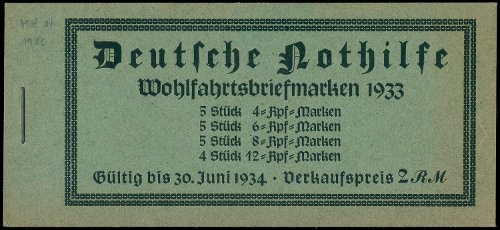 Deutsche Nothilfe
Wohlfahrtsbriefmarken 1933
5 Stück 4=Rpf=Marken
5 Stück 6=Rpf=Marken
5 Stück 8=Rpf=Marken
4 Stück 12=Rpf=Marken
Gültig bis 30. Juni 1934 · Verkaufspreis 2 RM